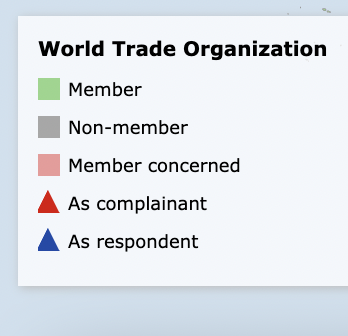 World Trade Organization
Member
Non-member
Member concerned
As complainant
As respondent